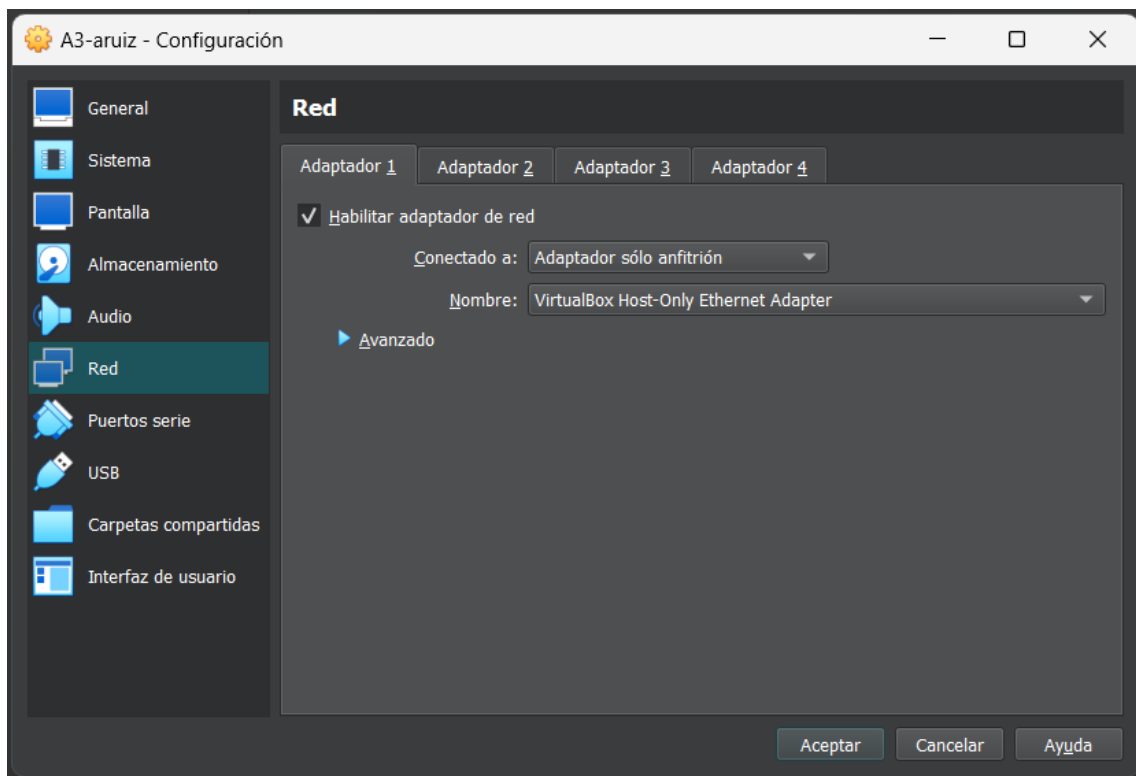 A3-aruiz - Configuración
General
Sistema
Pantalla
Almacenamiento
Audio
Red
Puertos serie
USB
Carpetas compartidas
Interfaz de usuario
Red
Adaptador 1 Adaptador 2 Adaptador 3 Adaptador 4
Habilitar adaptador de red
Conectado a: Adaptador sólo anfitrión
Nombre: VirtualBox Host-Only Ethernet Adapter
Avanzado
Aceptar Cancelar Ayuda